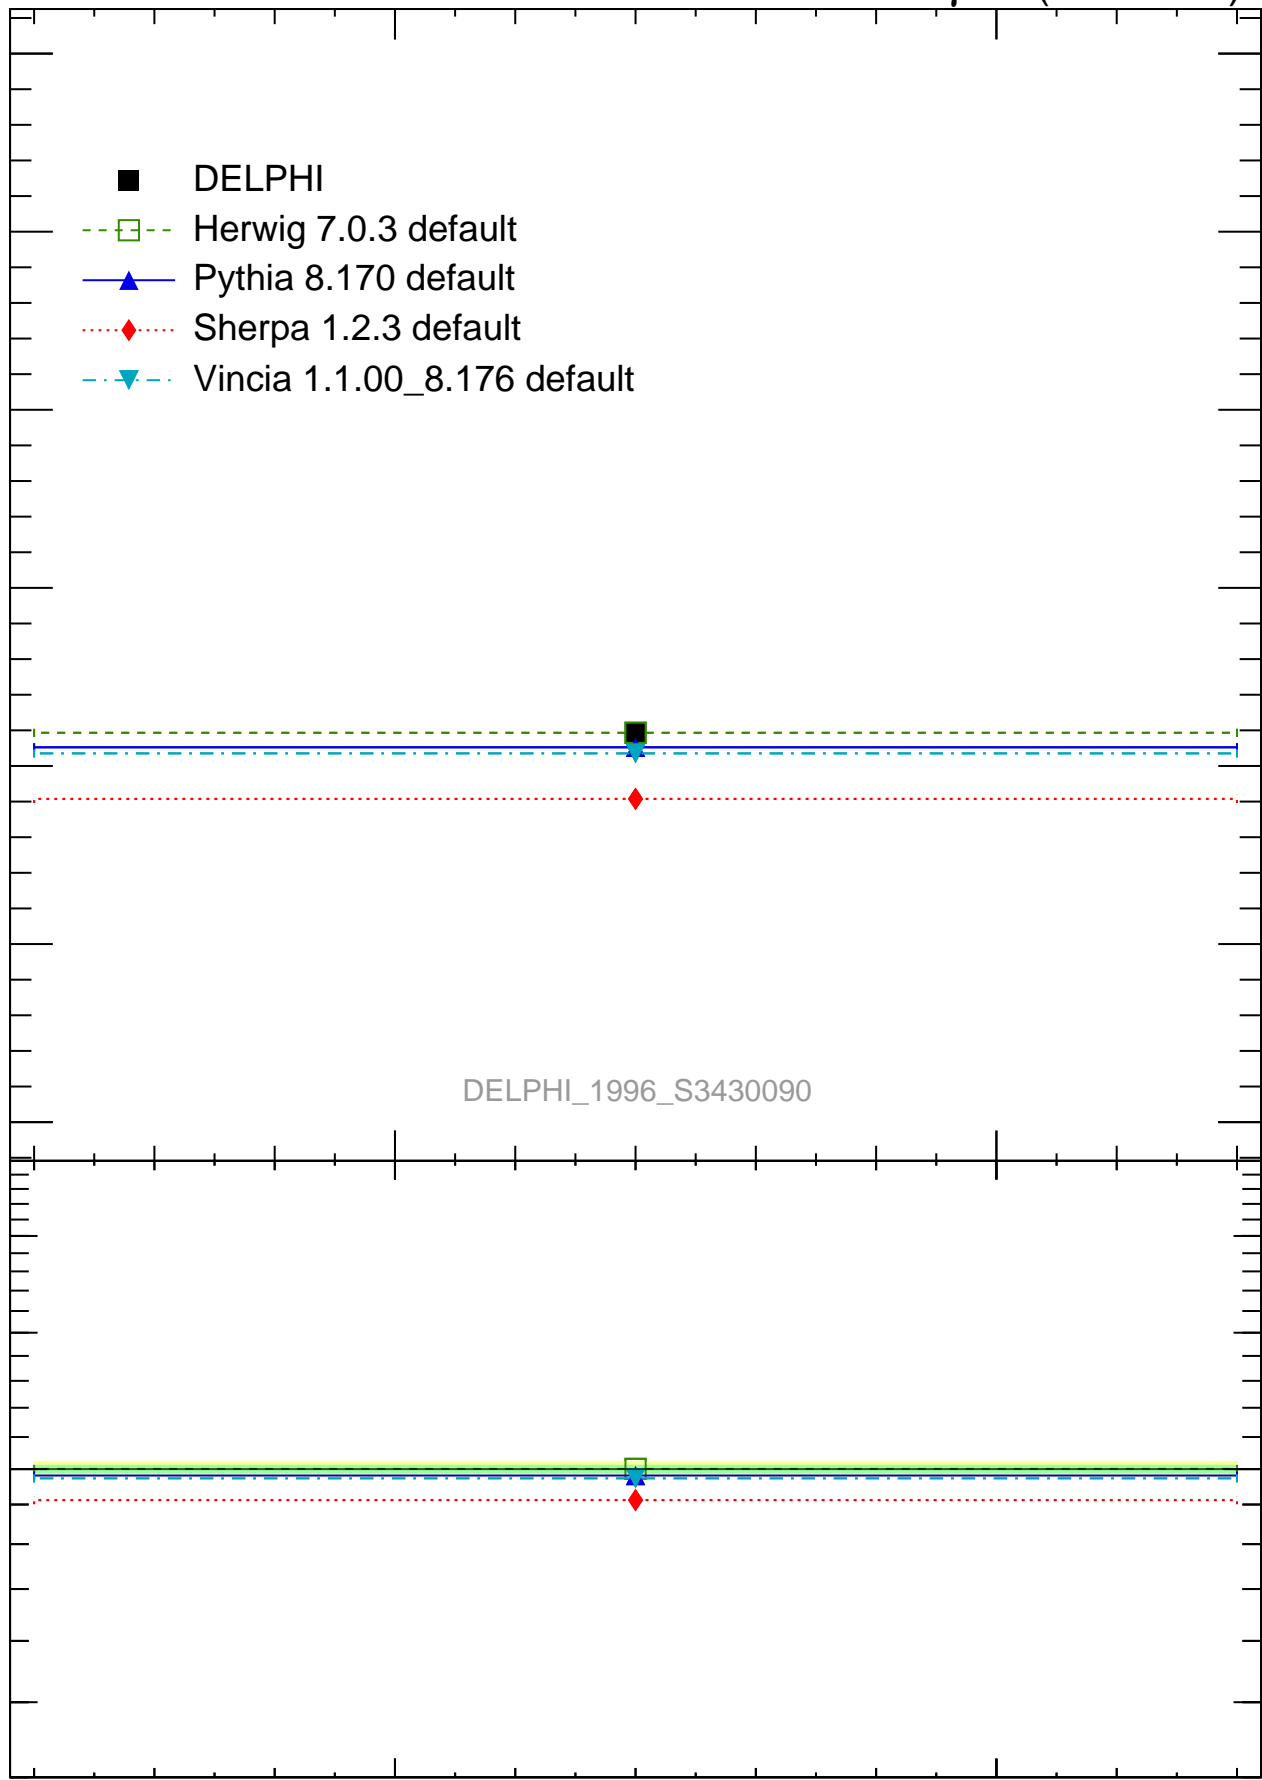 DELPHI
Herwig 7.0.3 default
Pythia 8.170 default
Sherpa 1.2.3 default
Vincia 1.1.00_8.176 default
DELPHI_1996_S3430090